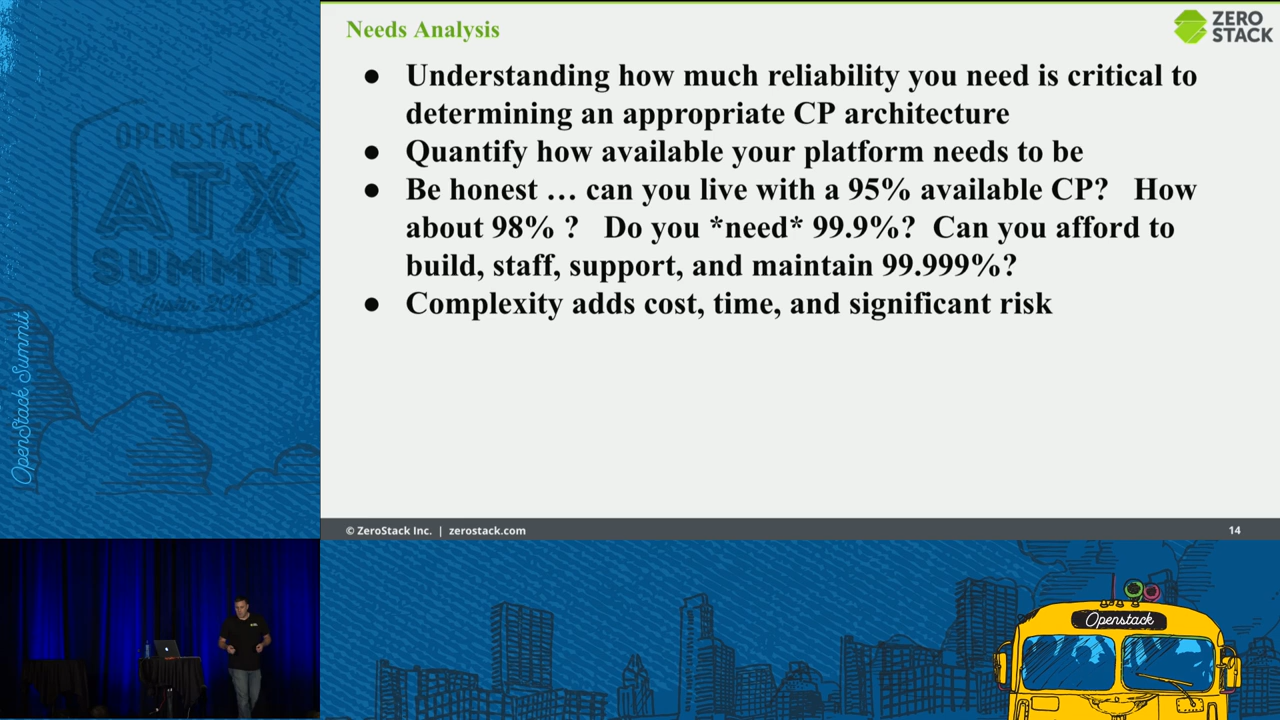 Needs Analysis
ZERO
STACK
● Understanding how much reliability you need is critical to
determining an appropriate CP architecture
● Quantify how available your platform needs to be
● Be honest … can you live with a 95% available CP? How
about 98% ? Do you *need* 99.9%? Can you afford to
build, staff, support, and maintain 99.999%?
● Complexity adds cost, time, and significant risk
© ZeroStack Inc. | zerostack.com
14
OPENSTACK
ATX
SUMMIT
Austin 2016
OpenStack Summit
Openstack